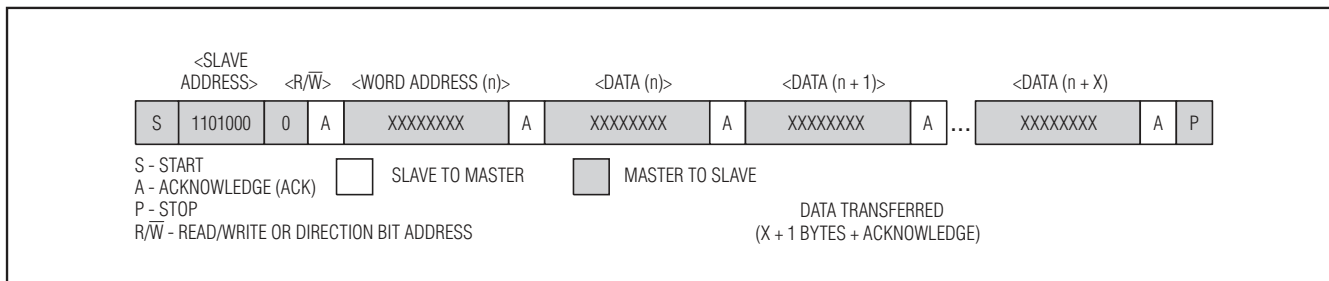 <SLAVE
ADDRESS> <R/W̅> <WORD ADDRESS (n)> <DATA (n)> <DATA (n + 1)> <DATA (n + X)
S 1101000 0 A XXXXXXXX A XXXXXXXX A XXXXXXXX A ... XXXXXXXX A P
S - START
A - ACKNOWLEDGE (ACK) SLAVE TO MASTER MASTER TO SLAVE
P - STOP
R/W̅ - READ/WRITE OR DIRECTION BIT ADDRESS
DATA TRANSFERRED
(X + 1 BYTES + ACKNOWLEDGE)